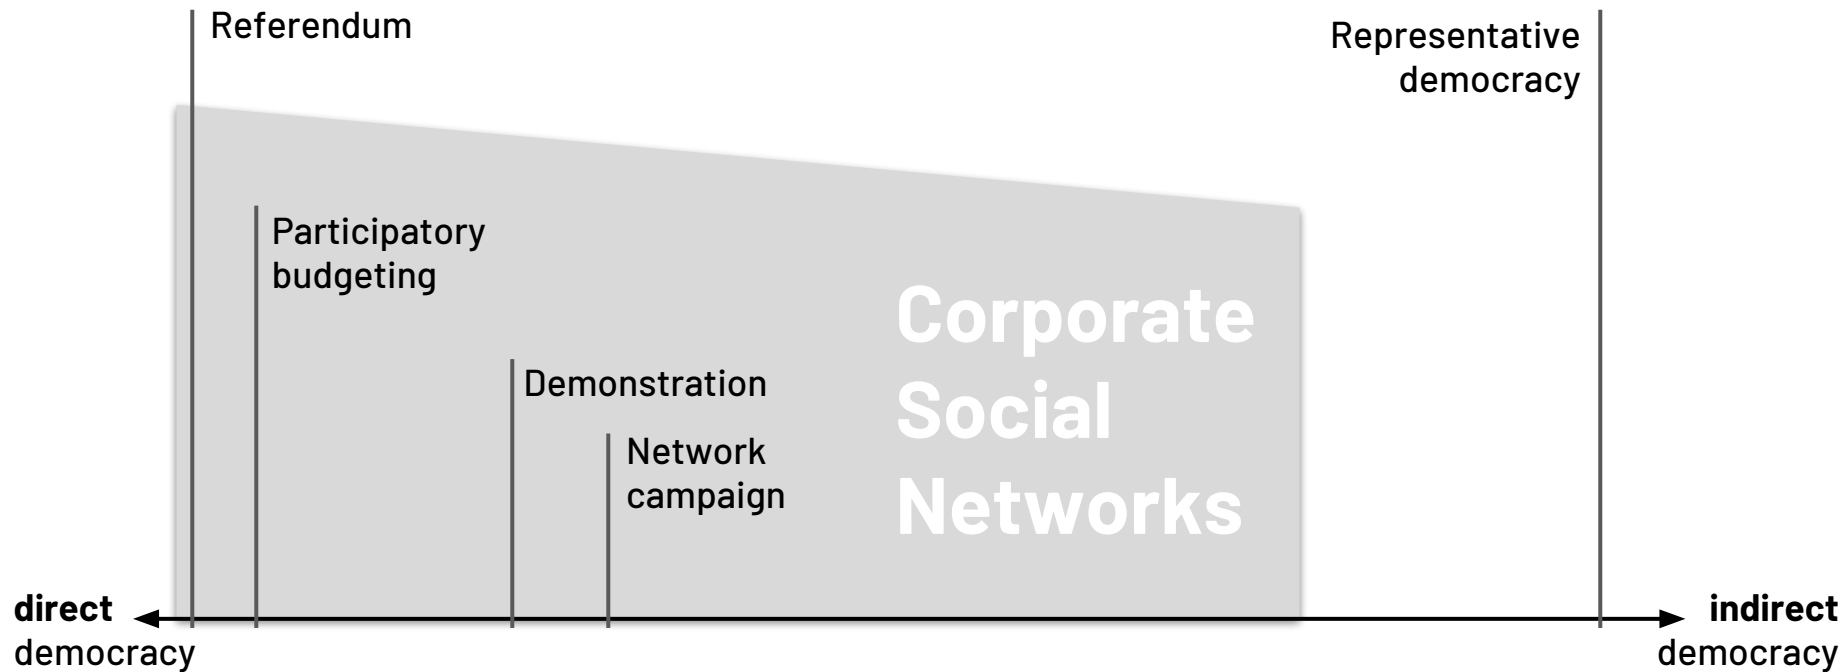 Referendum
Representative
democracy
Participatory
budgeting
Corporate
Social
Networks
Demonstration
Network
campaign
direct
democracy
indirect
democracy